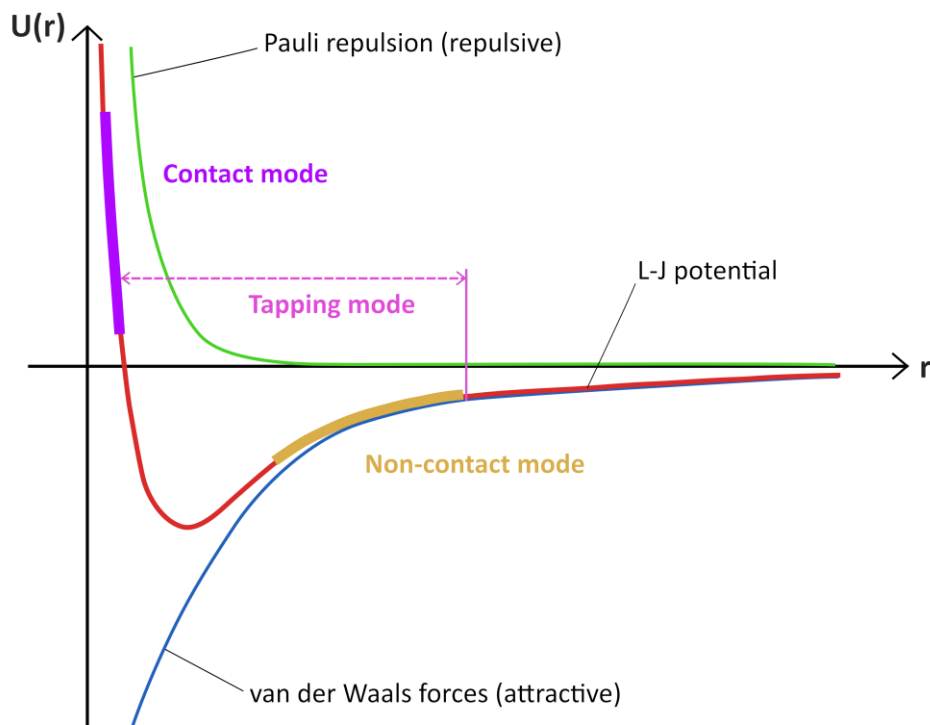 U(r)
Pauli repulsion (repulsive)
Contact mode
L-J potential
Tapping mode
r
Non-contact mode
van der Waals forces (attractive)